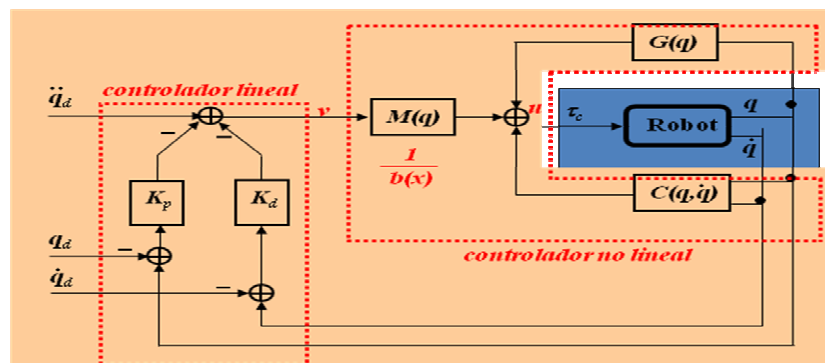 G(q)
q̈d
controlador lineal
v
M(q)
u
τc
Robot
q
q̇
1
b(x)
Kp
Kd
C(q,q̇)
qd
q̇d
controlador no lineal